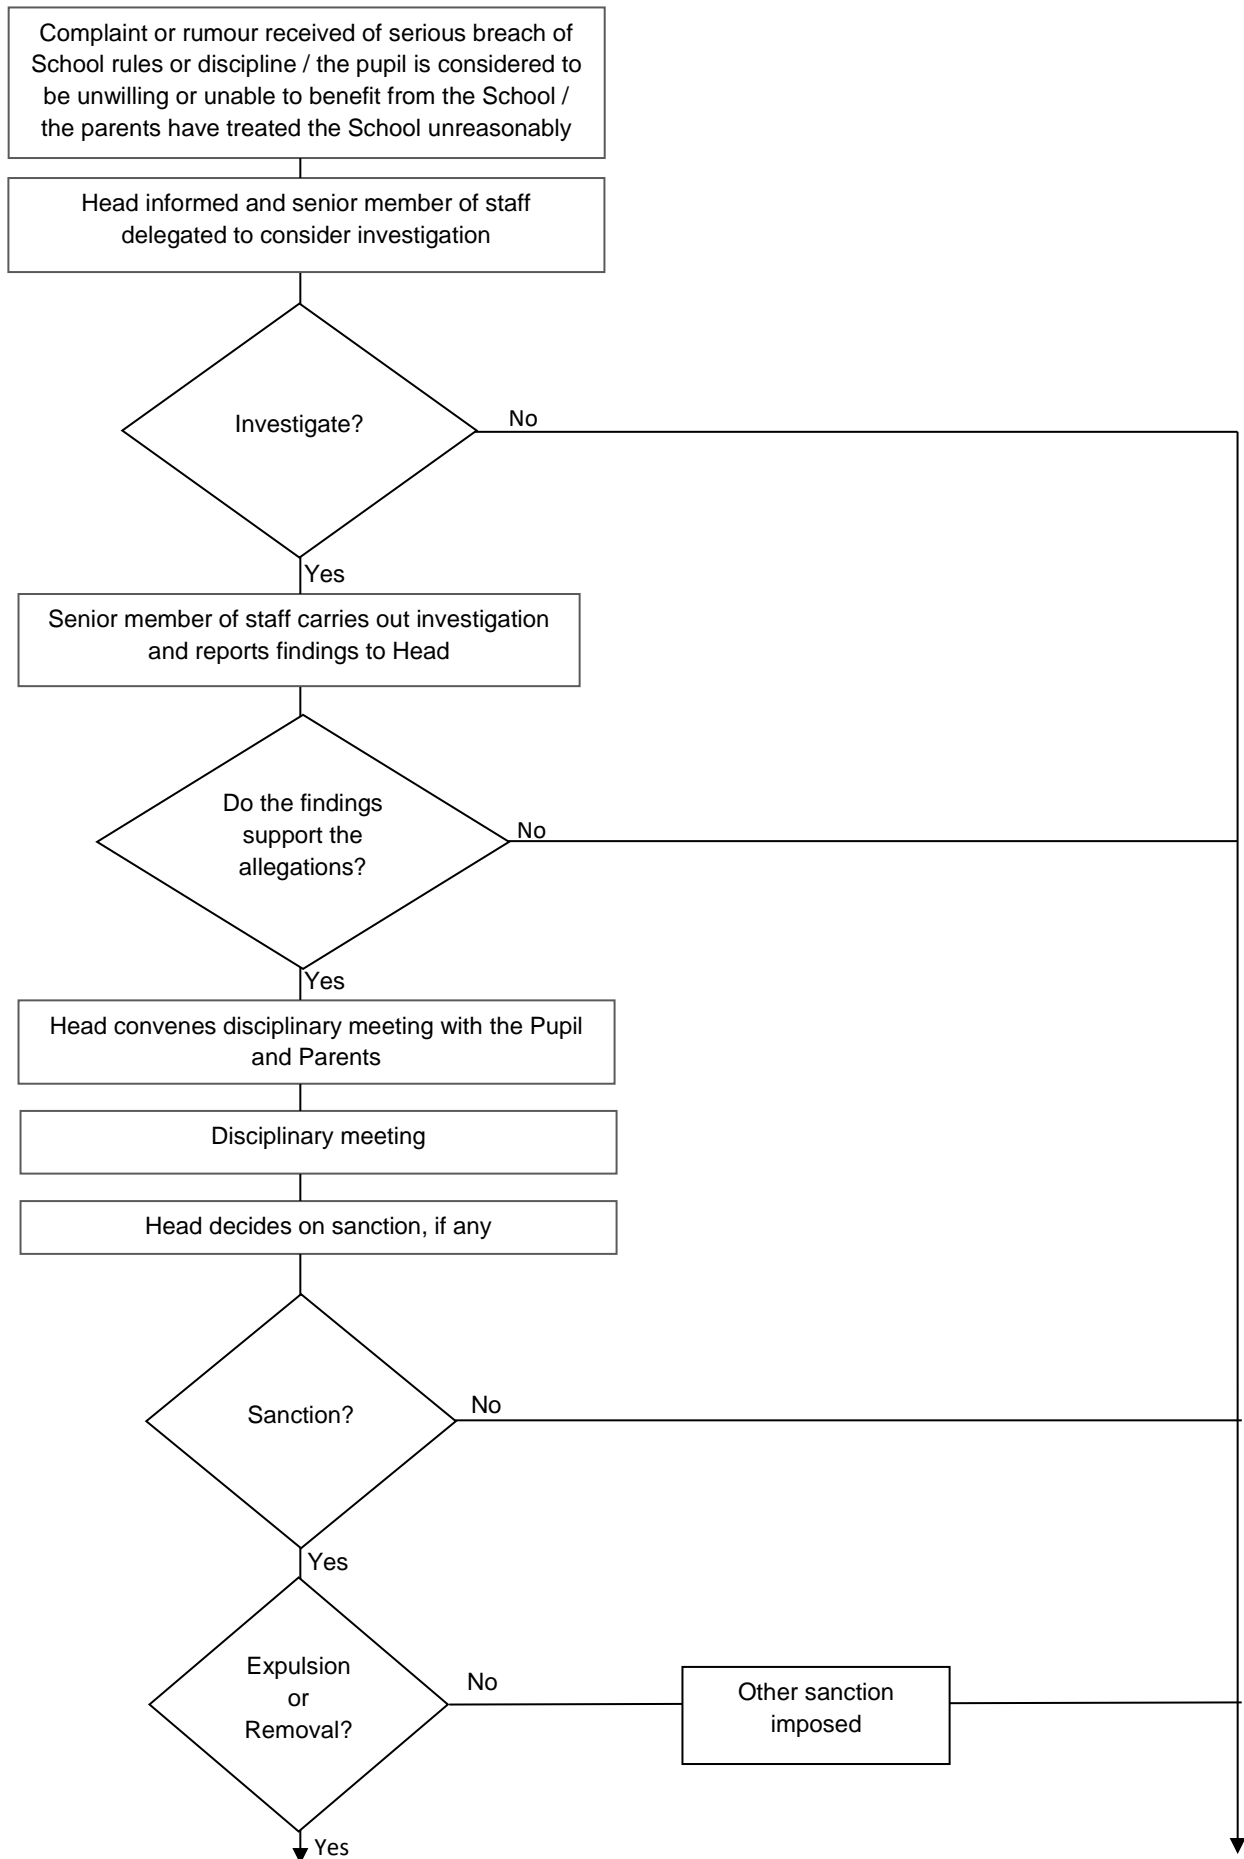 Complaint or rumour received of serious breach of
School rules or discipline / the pupil is considered to
be unwilling or unable to benefit from the School /
the parents have treated the School unreasonably
Head informed and senior member of staff
delegated to consider investigation
Investigate?
No
Yes
Senior member of staff carries out investigation
and reports findings to Head
Do the findings
support the
allegations?
No
Yes
Head convenes disciplinary meeting with the Pupil
and Parents
Disciplinary meeting
Head decides on sanction, if any
Sanction?
No
Yes
Expulsion
or
Removal?
No
Other sanction
imposed
Yes